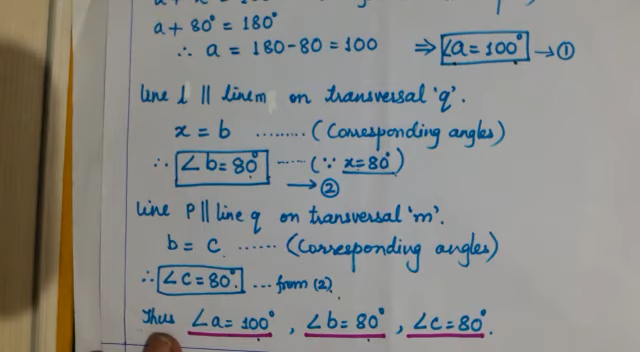 a + 80° = 180°
∴ a = 180-80 = 100 ⇒ ∠a = 100° → ①
Line l || line m on transversal 'q'.
x = b ........ (Corresponding angles)
∴ ∠b = 80° ..... (∵ x = 80°)
→ ②
Line P || line q on transversal 'm'.
b = c ...... (Corresponding angles)
∴ ∠c = 80°. ... from (2).
Thus ∠a = 100°, ∠b = 80°, ∠c = 80°.